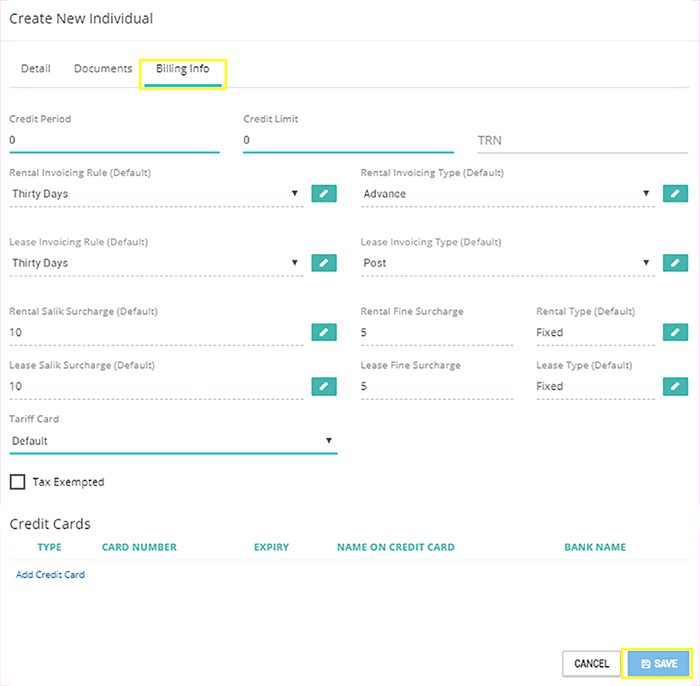 Create New Individual
Detail Documents Billing Info
Credit Period Credit Limit
0 0 TRN
Rental Invoicing Rule (Default) Rental Invoicing Type (Default)
Thirty Days Advance
Lease Invoicing Rule (Default) Lease Invoicing Type (Default)
Thirty Days Post
Rental Salik Surcharge (Default) Rental Fine Surcharge Rental Type (Default)
10 5 Fixed
Lease Salik Surcharge (Default) Lease Fine Surcharge Lease Type (Default)
10 5 Fixed
Tariff Card
Default
Tax Exempted
Credit Cards
TYPE CARD NUMBER EXPIRY NAME ON CREDIT CARD BANK NAME
Add Credit Card
CANCEL SAVE